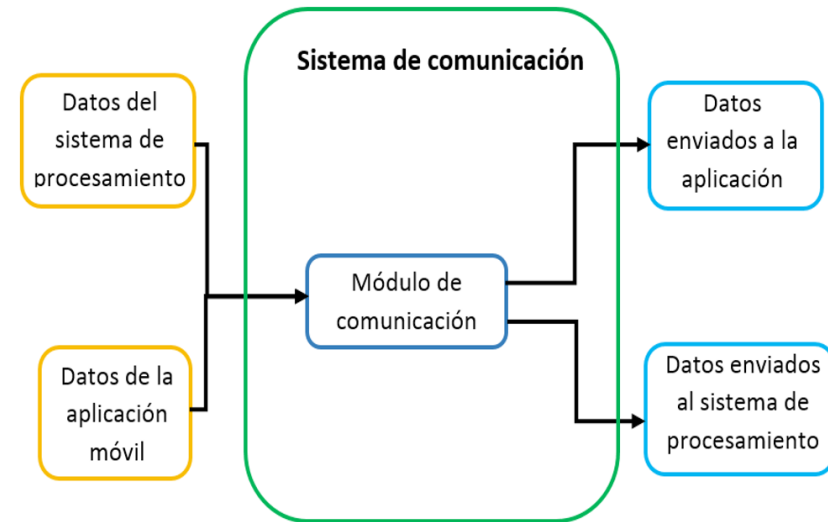 Sistema de comunicación
Datos del
sistema de
procesamiento
Datos de la
aplicación
móvil
Módulo de
comunicación
Datos
enviados a la
aplicación
Datos enviados
al sistema de
procesamiento